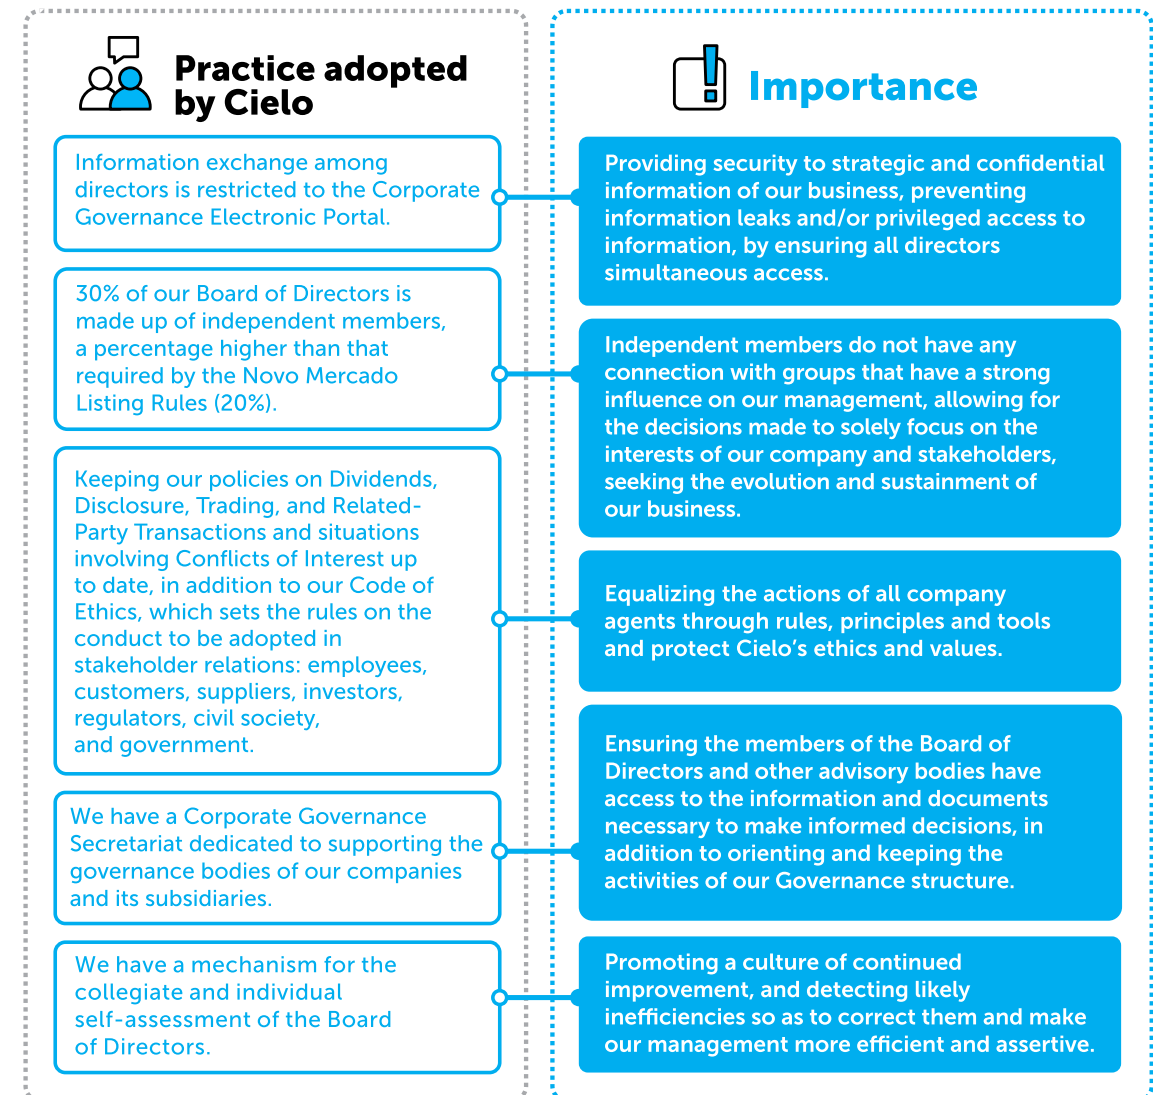 Practice adopted
by Cielo
Importance
Information exchange among
directors is restricted to the Corporate
Governance Electronic Portal.
Providing security to strategic and confidential
information of our business, preventing
information leaks and/or privileged access to
information, by ensuring all directors
simultaneous access.
30% of our Board of Directors is
made up of independent members,
a percentage higher than that
required by the Novo Mercado
Listing Rules (20%).
Independent members do not have any
connection with groups that have a strong
influence on our management, allowing for
the decisions made to solely focus on the
interests of our company and stakeholders,
seeking the evolution and sustainment of
our business.
Keeping our policies on Dividends,
Disclosure, Trading, and Related-
Party Transactions and situations
involving Conflicts of Interest up
to date, in addition to our Code of
Ethics, which sets the rules on the
conduct to be adopted in
stakeholder relations: employees,
customers, suppliers, investors,
regulators, civil society,
and government.
Equalizing the actions of all company
agents through rules, principles and tools
and protect Cielo’s ethics and values.
We have a Corporate Governance
Secretariat dedicated to supporting the
governance bodies of our companies
and its subsidiaries.
Ensuring the members of the Board of
Directors and other advisory bodies have
access to the information and documents
necessary to make informed decisions, in
addition to orienting and keeping the
activities of our Governance structure.
We have a mechanism for the
collegiate and individual
self-assessment of the Board
of Directors.
Promoting a culture of continued
improvement, and detecting likely
inefficiencies so as to correct them and make
our management more efficient and assertive.